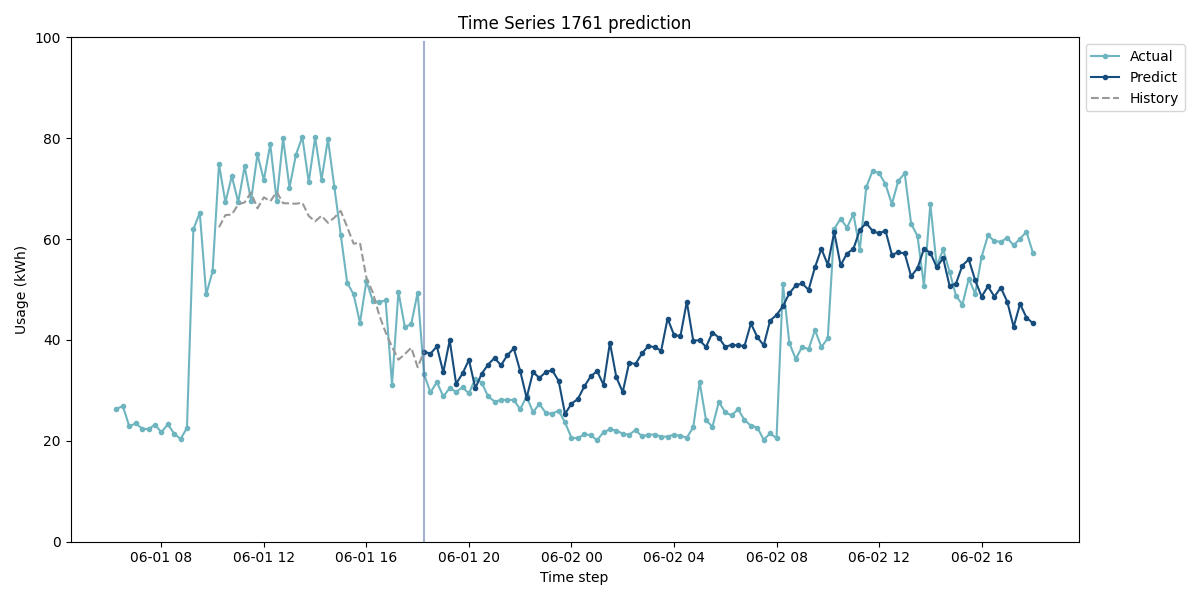 Time Series 1761 prediction
100
80
60
40
20
0
Usage (kWh)
06-01 08
06-01 12
06-01 16
06-01 20
06-02 00
06-02 04
06-02 08
06-02 12
06-02 16
Time step
Actual
Predict
History